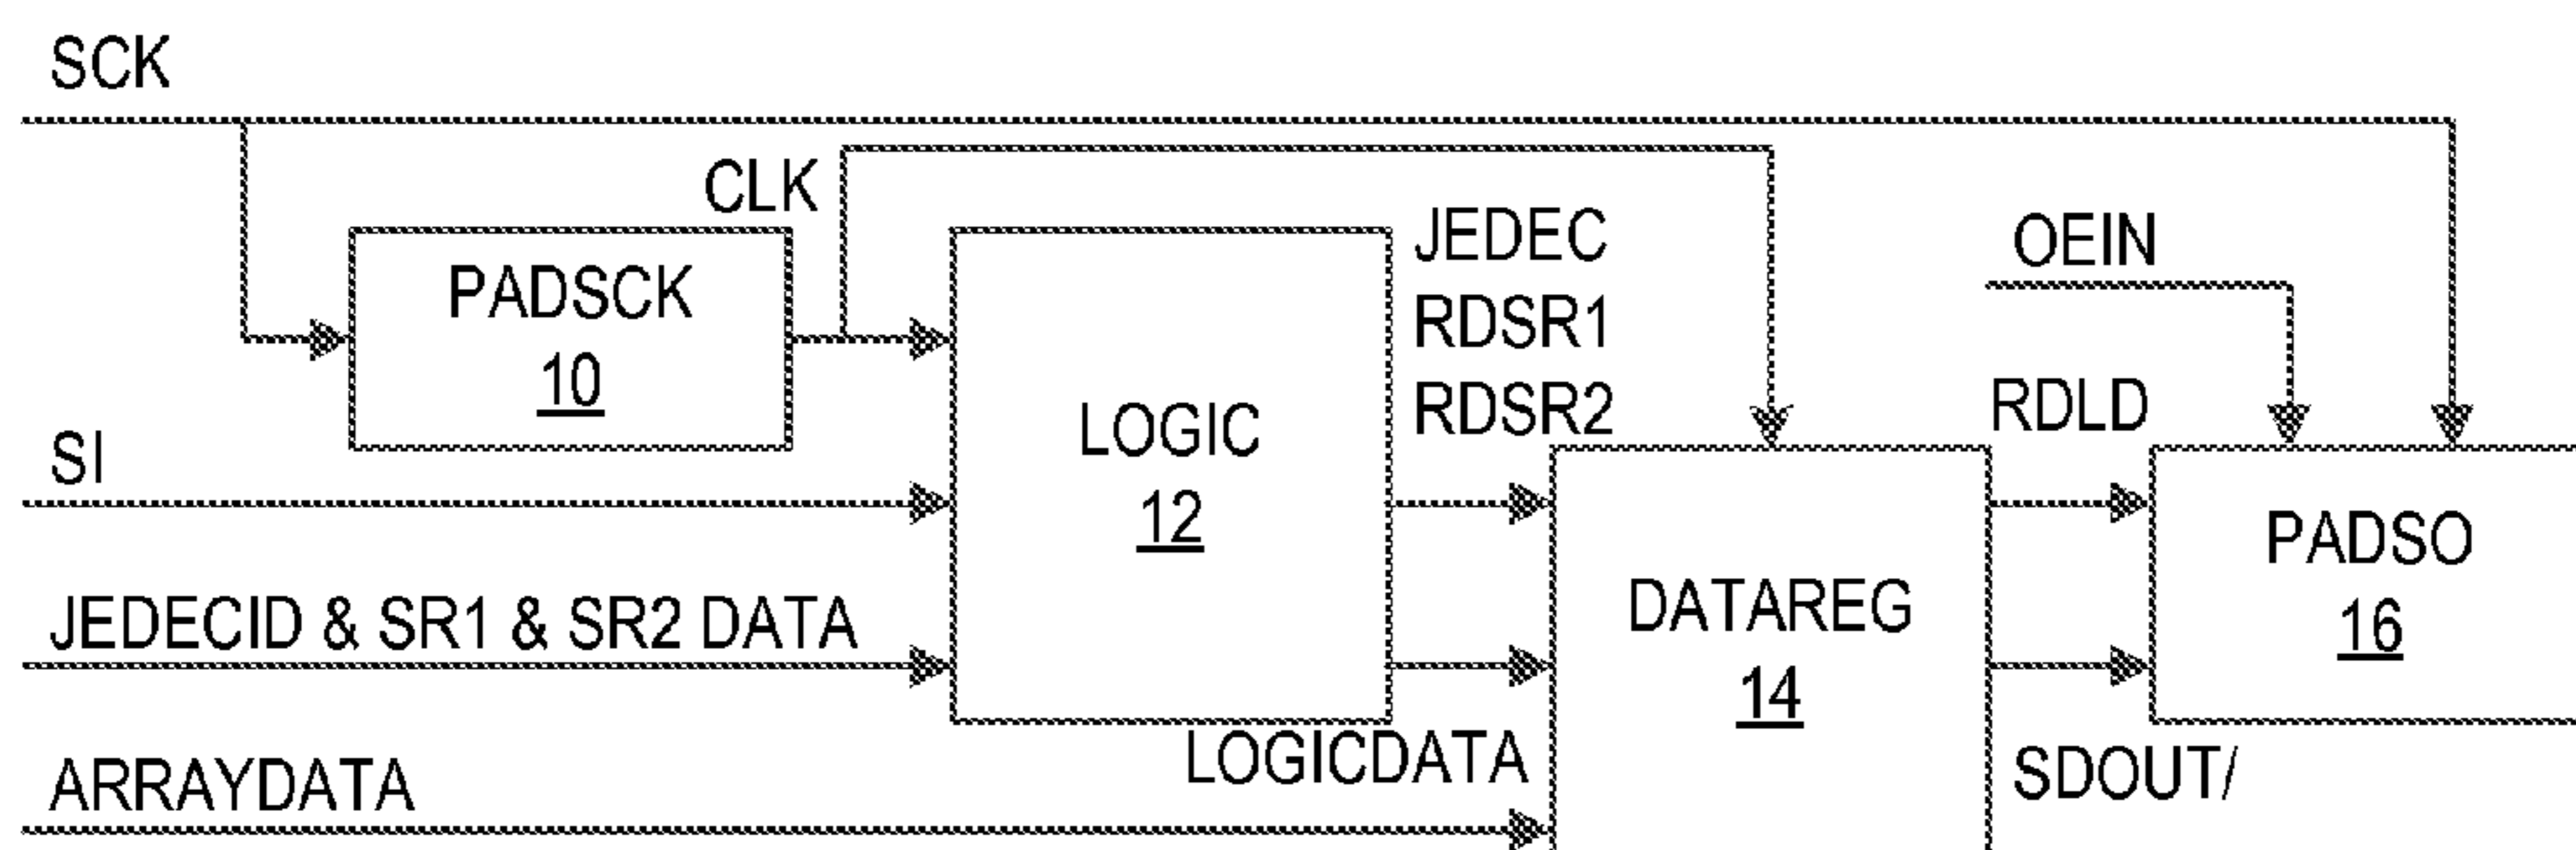 SCK
CLK
PADSCK
10
SI
JEDECID & SR1 & SR2 DATA
ARRAYDATA
LOGIC
12
JEDEC
RDSR1
RDSR2
LOGICDATA
DATAREG
14
OEIN
RDLD
PADSO
16
SDOUT/